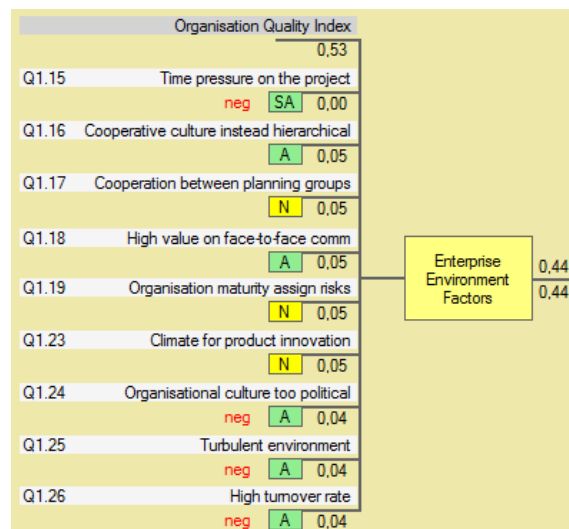 Organisation Quality Index
0,53
Q1.15 Time pressure on the project
neg SA 0,00
Q1.16 Cooperative culture instead hierarchical
A 0,05
Q1.17 Cooperation between planning groups
N 0,05
Q1.18 High value on face-to-face comm
A 0,05
Q1.19 Organisation maturity assign risks
N 0,05
Q1.23 Climate for product innovation
N 0,05
Q1.24 Organisational culture too political
neg A 0,04
Q1.25 Turbulent environment
neg A 0,04
Q1.26 High turnover rate
neg A 0,04
Enterprise
Environment
Factors
0,44
0,44